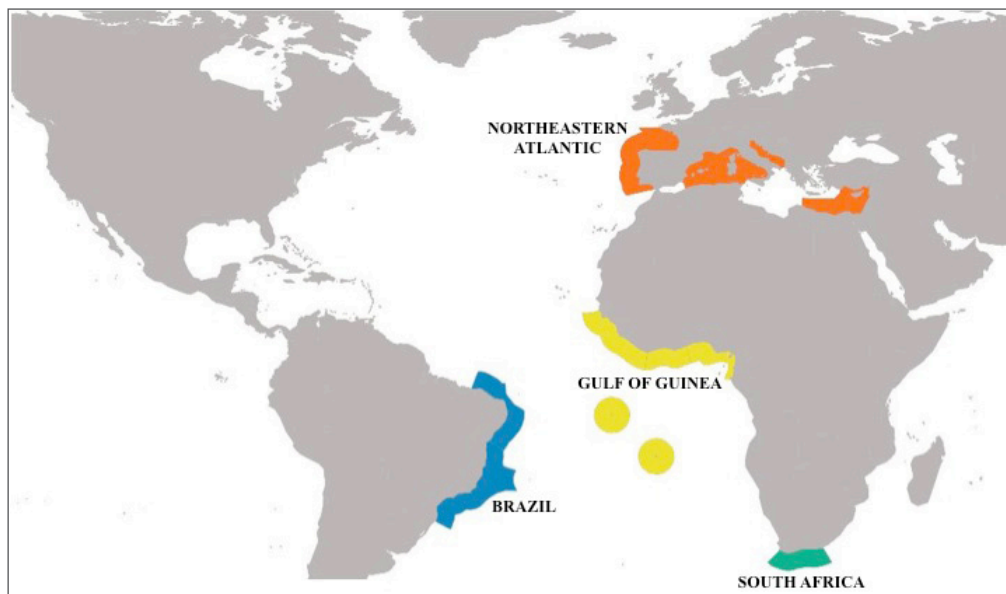 NORTHEASTERN
ATLANTIC
GULF OF GUINEA
BRAZIL
SOUTH AFRICA